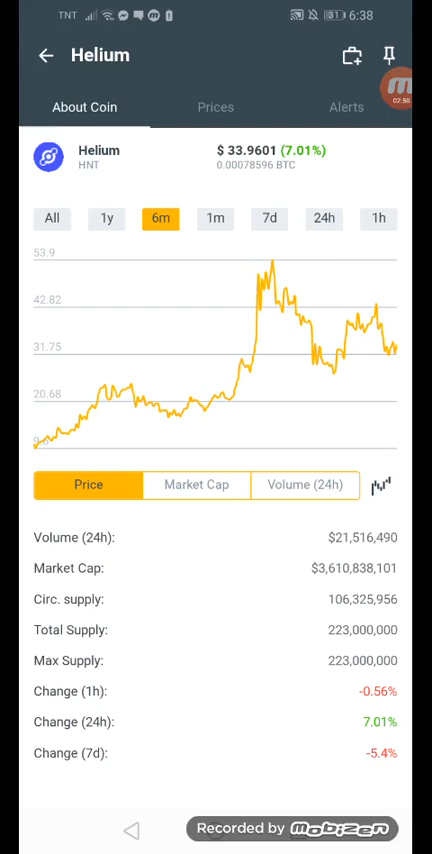 TNT 31 6:38
Helium
02:50
About Coin Prices Alerts
Helium $ 33.9601 (7.01%)
HNT 0.00078596 BTC
All 1y 6m 1m 7d 24h 1h
53.9
42.82
31.75
20.68
Price Market Cap Volume (24h)
Volume (24h): $21,516,490
Market Cap: $3,610,838,101
Circ. supply: 106,325,956
Total Supply: 223,000,000
Max Supply: 223,000,000
Change (1h): -0.56%
Change (24h): 7.01%
Change (7d): -5.4%
Recorded by mobizen